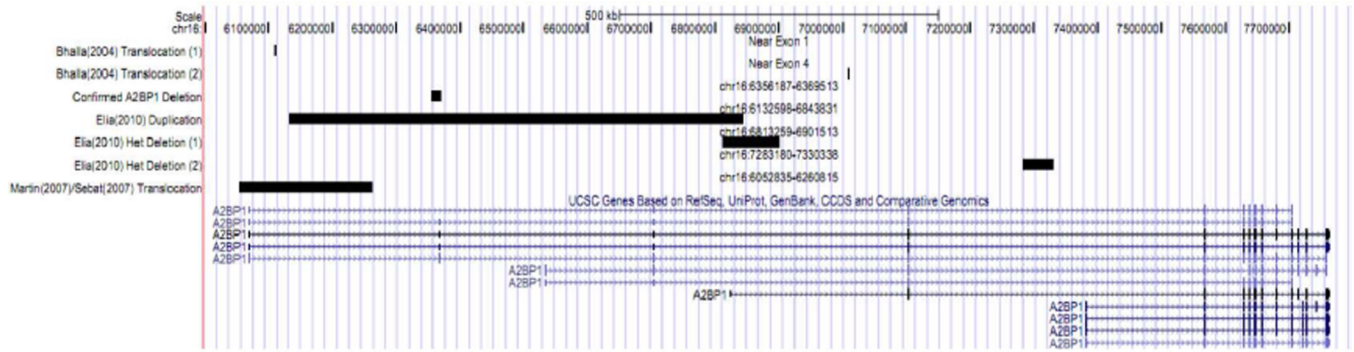 Scale 500 kb
chr16: 6100000 6200000 6300000 6400000 6500000 6600000 6700000 6800000 6900000 7000000 7100000 7200000 7300000 7400000 7500000 7600000 7700000
Near Exon 1
Bhalla(2004) Translocation (1)
Near Exon 4
Bhalla(2004) Translocation (2)
chr16:6356187-6369513
Confirmed A2BP1 Deletion
chr16:6132598-6843831
Elia(2010) Duplication
chr16:6813259-6901513
Elia(2010) Het Deletion (1)
chr16:7283180-7330338
Elia(2010) Het Deletion (2)
chr16:6052835-6260815
Martin(2007)/Sebat(2007) Translocation
UCSC Genes Based on RefSeq, UniProt, GenBank, CCDS and Comparative Genomics
A2BP1
A2BP1
A2BP1
A2BP1
A2BP1
A2BP1
A2BP1
A2BP1
A2BP1
A2BP1
A2BP1
A2BP1